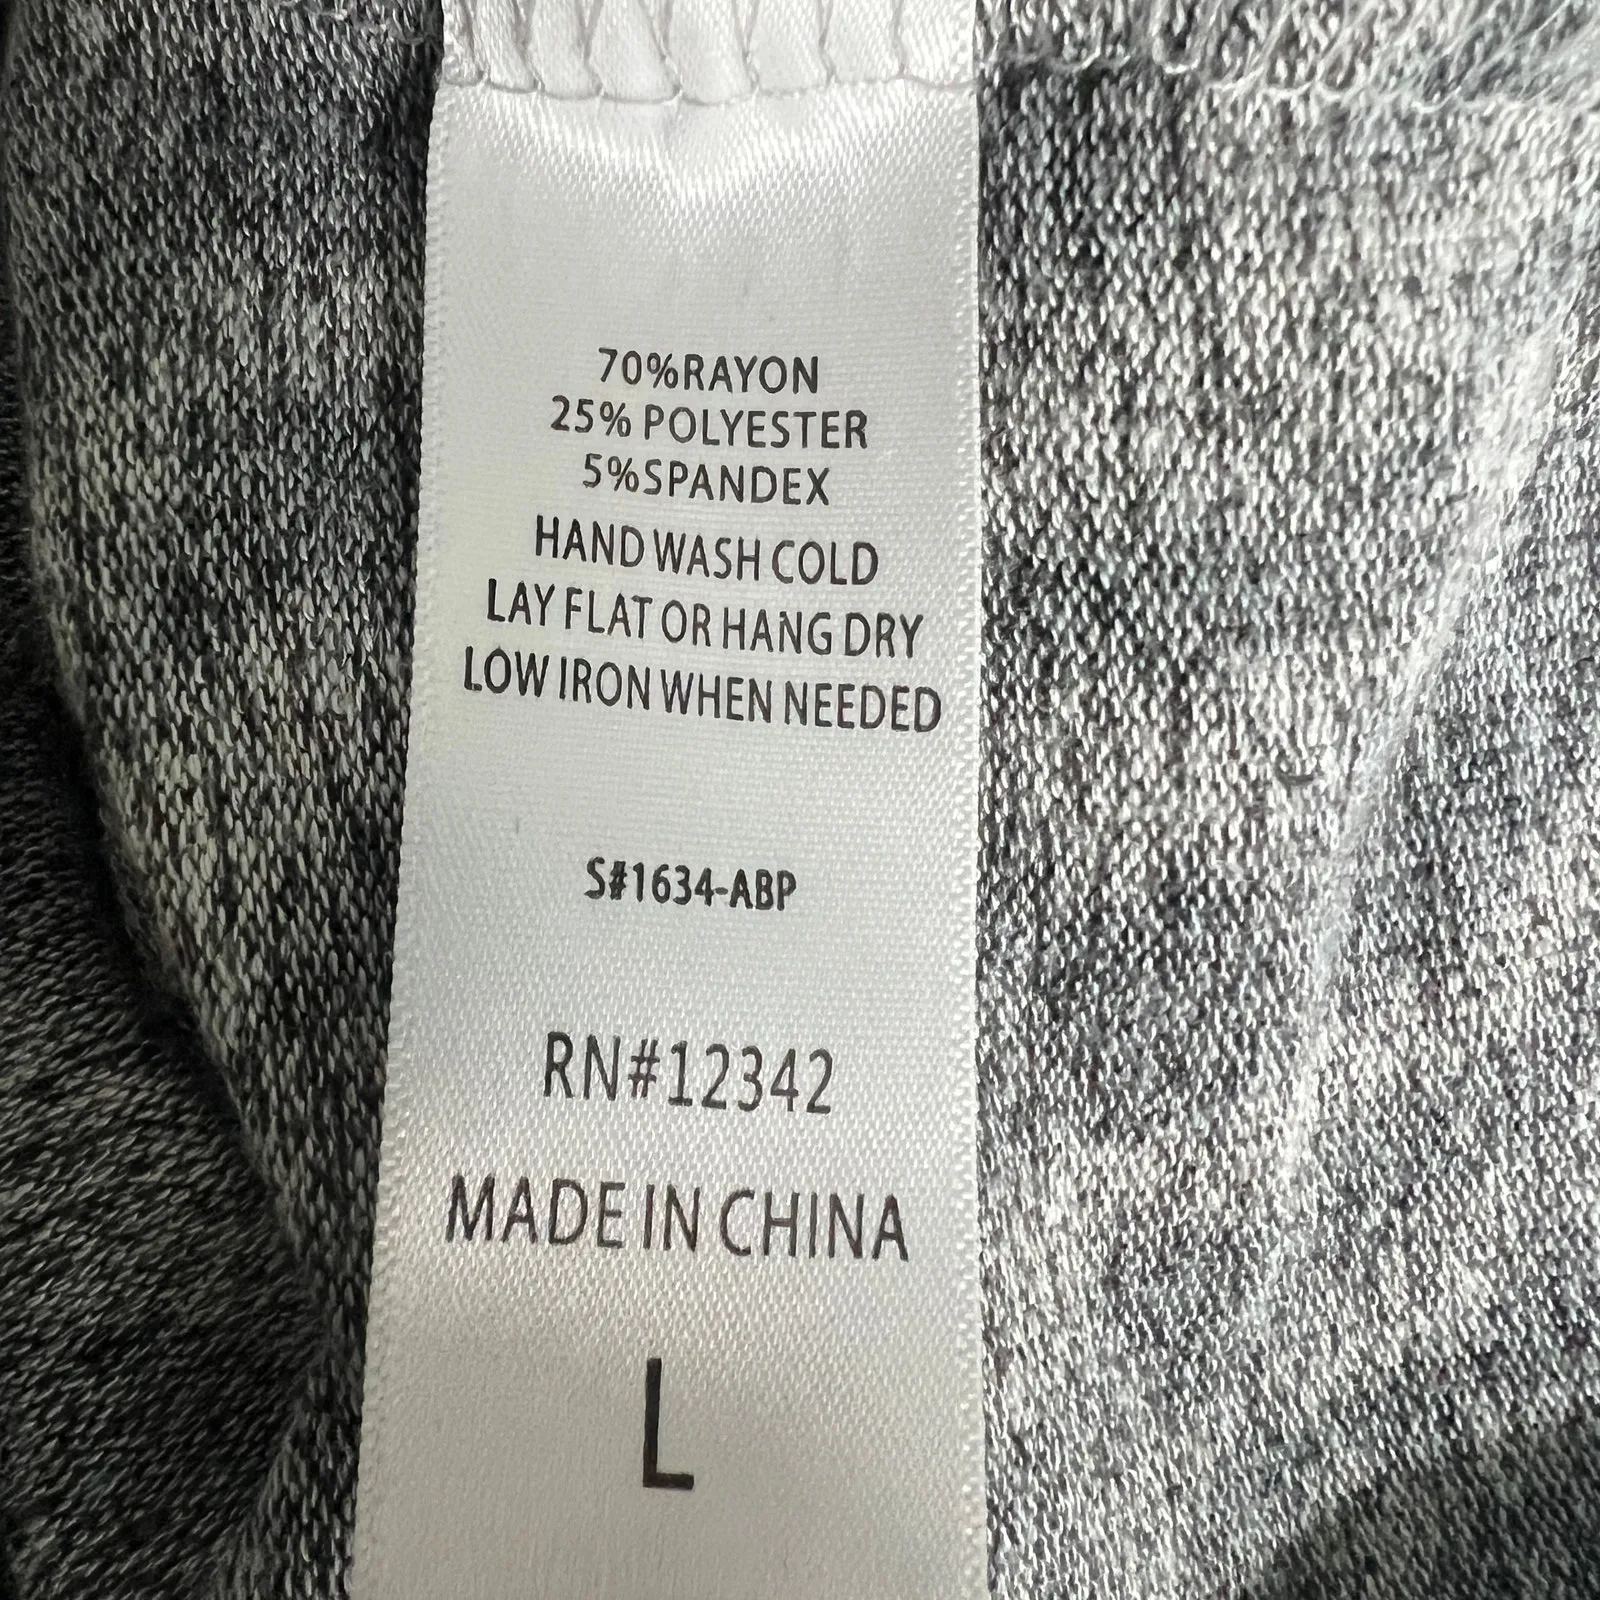 70%RAYON
25% POLYESTER
5%SPANDEX
HAND WASH COLD
LAY FLAT OR HANG DRY
LOW IRON WHEN NEEDED
S#1634-ABP
RN#12342
MADE IN CHINA
L